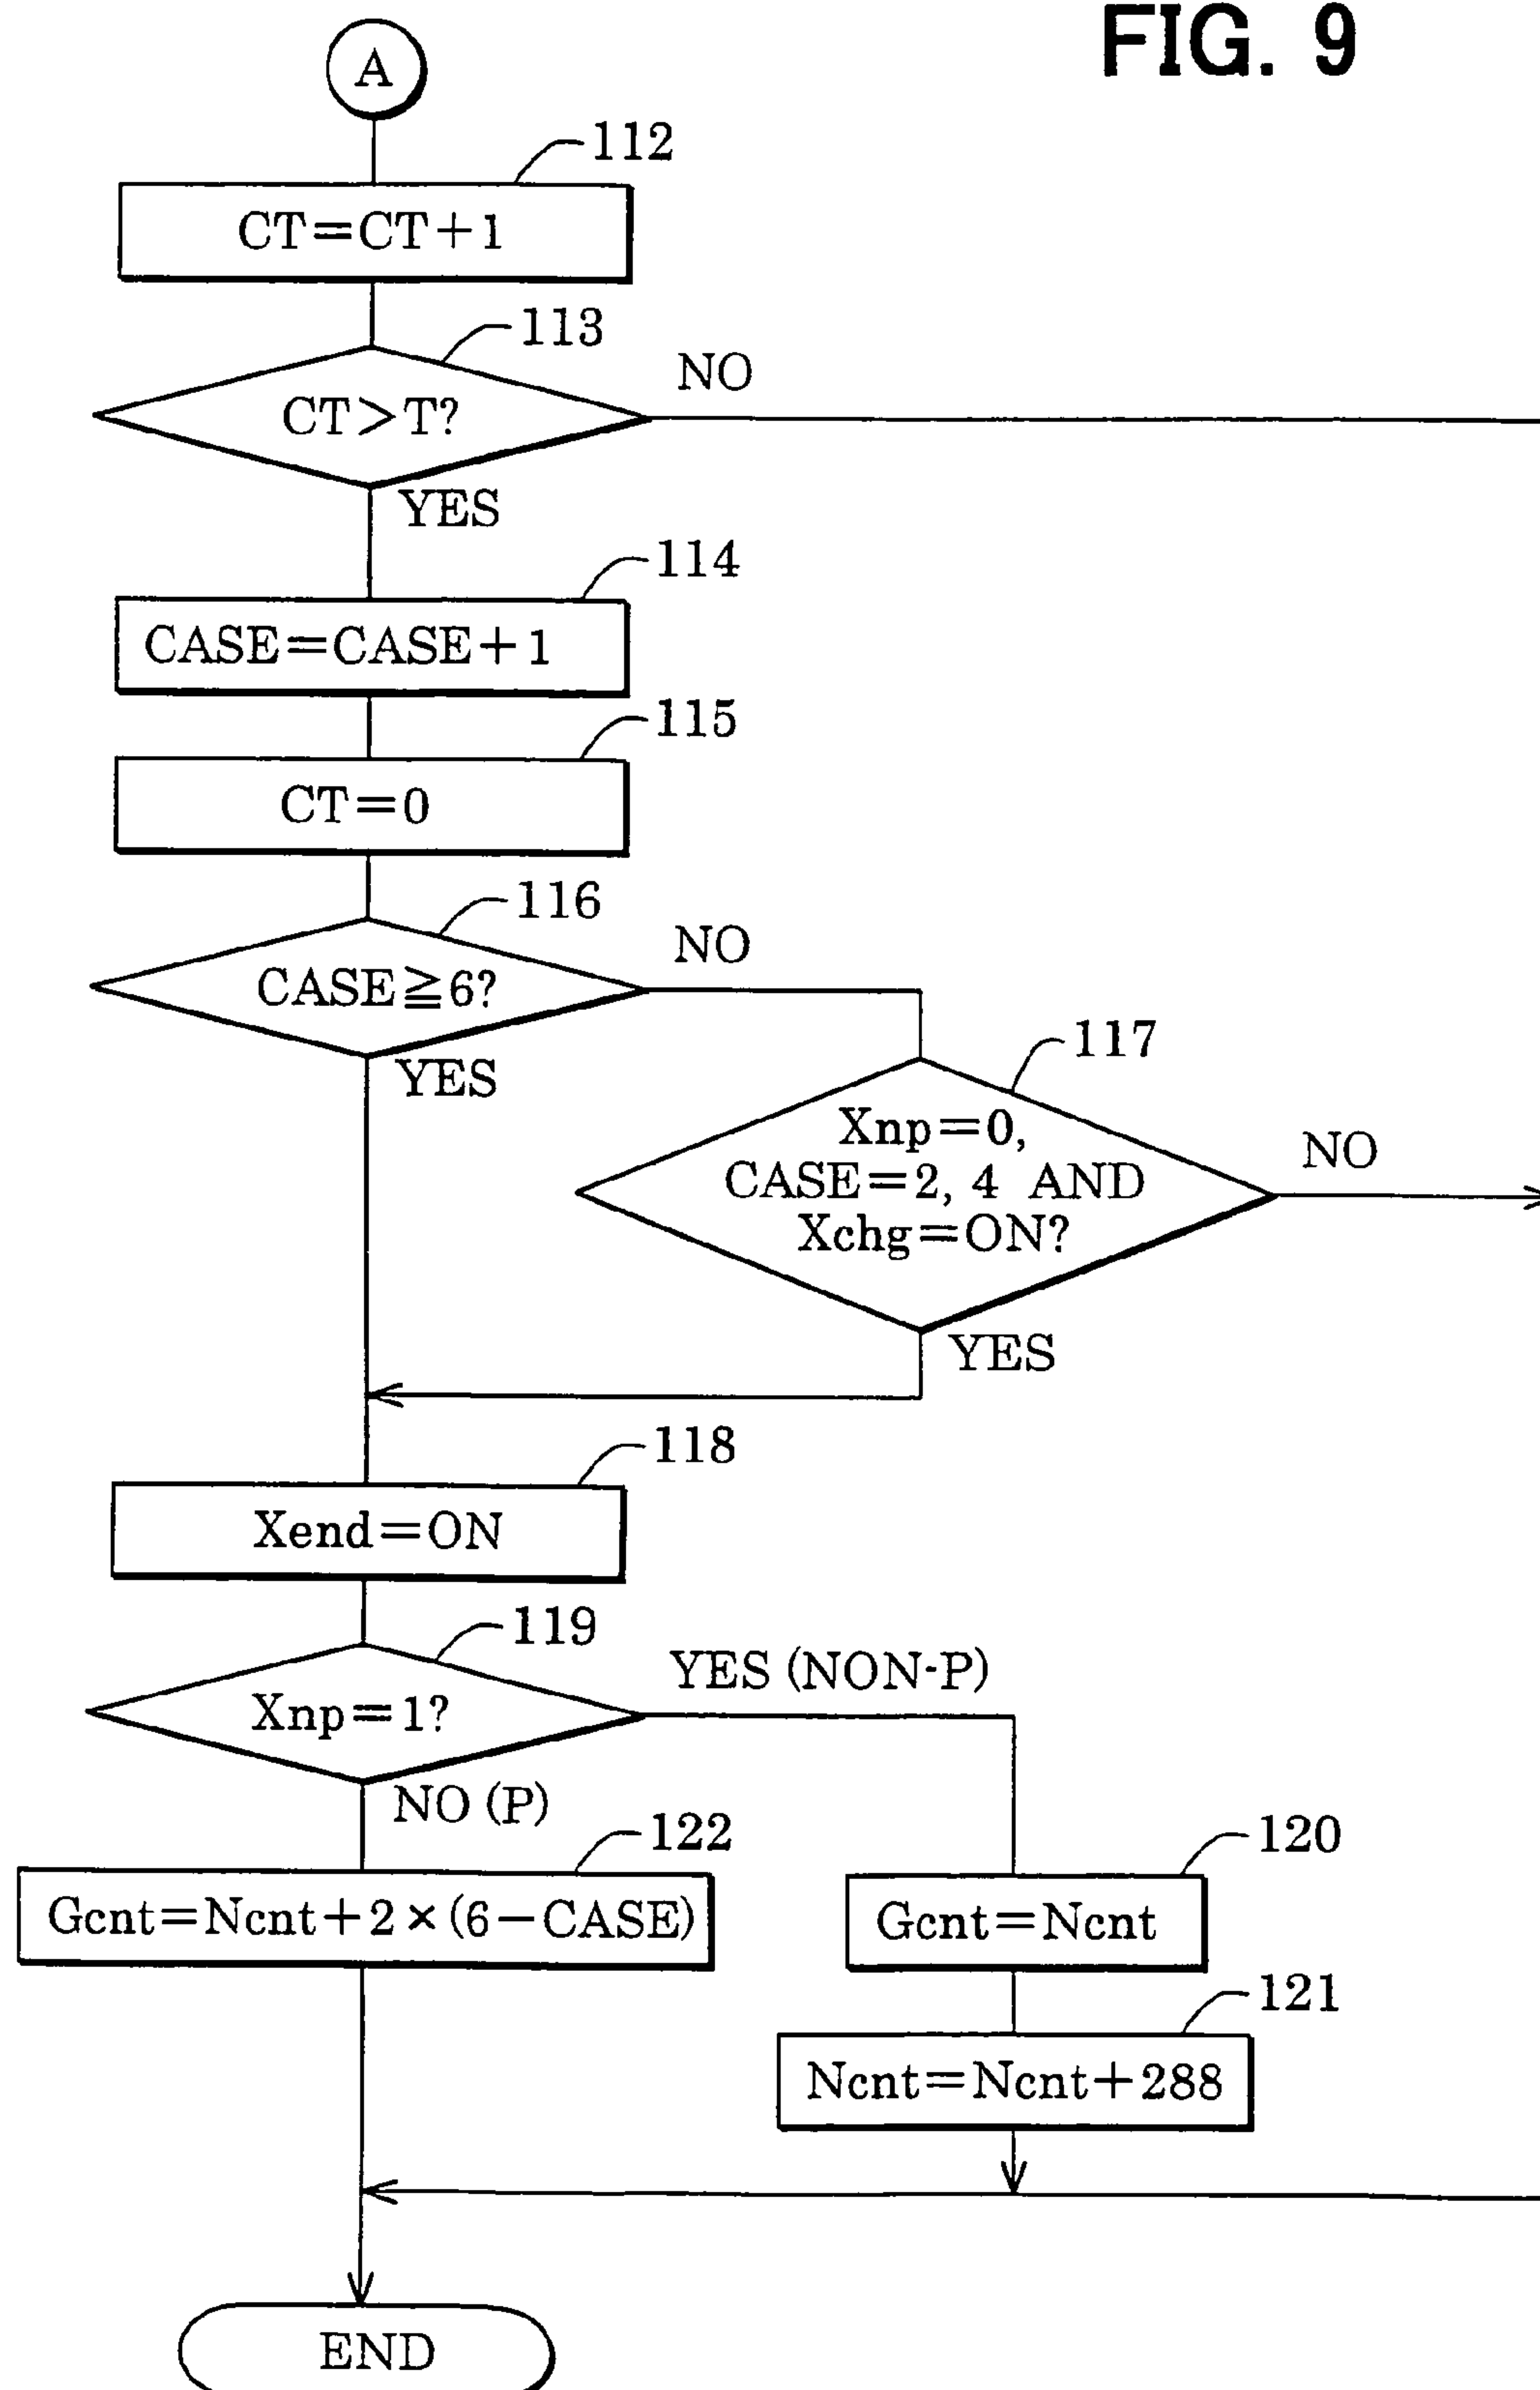 FIG. 9
A
112
CT=CT+1
113
CT>T?
NO
YES
114
CASE=CASE+1
115
CT=0
116
CASE≧6?
NO
YES
117
Xnp=0,
CASE=2, 4 AND
Xchg=ON?
NO
YES
118
Xend=ON
119
Xnp=1?
YES (NON-P)
NO (P)
122
Gcnt=Ncnt+2×(6-CASE)
120
Gcnt=Ncnt
121
Ncnt=Ncnt+288
END